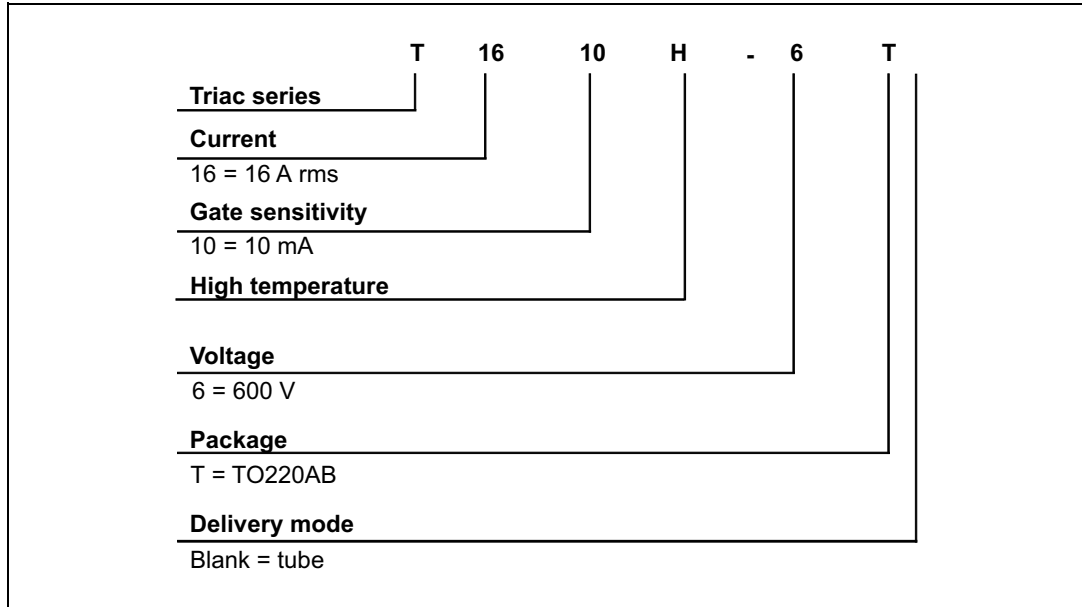 T 16 10 H - 6 T
Triac series
Current
16 = 16 A rms
Gate sensitivity
10 = 10 mA
High temperature
Voltage
6 = 600 V
Package
T = TO220AB
Delivery mode
Blank = tube